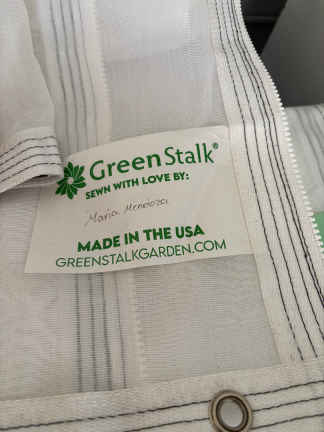 GreenStalk®
SEWN WITH LOVE BY:
Maria Mendoza
MADE IN THE USA
GREENSTALKGARDEN.COM